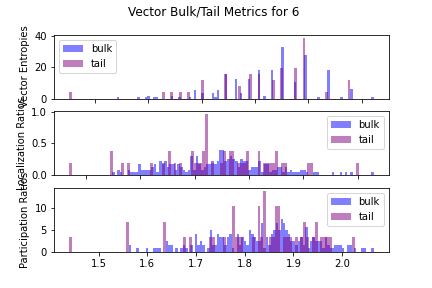 Vector Bulk/Tail Metrics for 6
Vector Entropies
40
20
0
bulk
tail
Localization Ratios
1.0
0.5
0.0
bulk
tail
Participation Ratios
10
5
0
bulk
tail
1.5 1.6 1.7 1.8 1.9 2.0